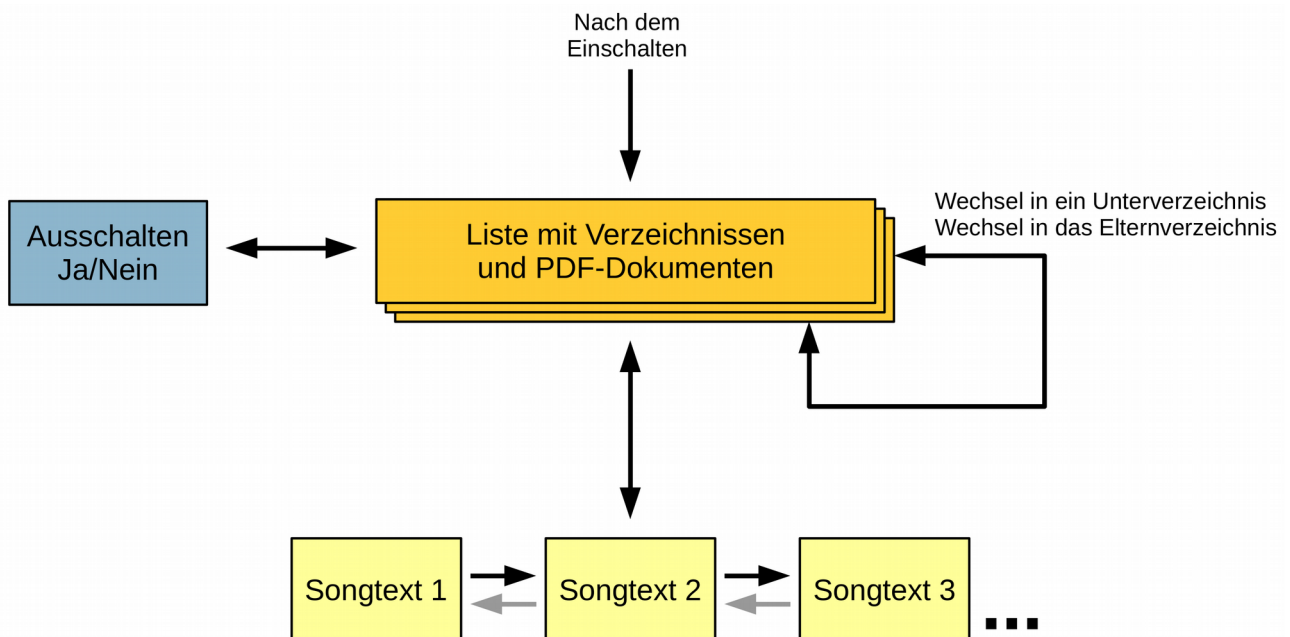 Nach dem
Einschalten
Ausschalten
Ja/Nein
Liste mit Verzeichnissen
und PDF-Dokumenten
Wechsel in ein Unterverzeichnis
Wechsel in das Elternverzeichnis
Songtext 1
Songtext 2
Songtext 3
...